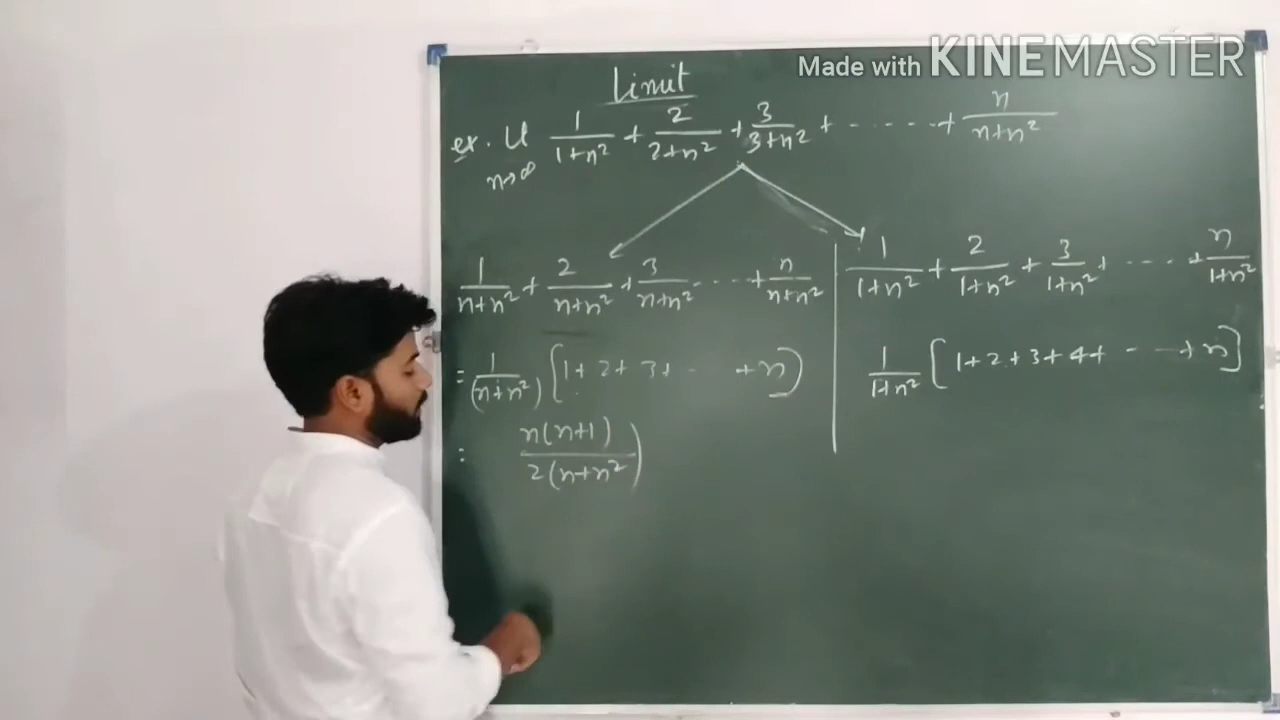 Made with KINEMASTER
Limit
ex. lt n→∞ 1/(1+n²) + 2/(2+n²) + 3/(3+n²) + ...... + n/(n+n²)
1/(n+n²) + 2/(n+n²) + 3/(n+n²) .... + n/(n+n²)
= 1/(n+n²) [1+2+3+ .. +n)
= n(n+1)/2(n+n²)
1/(1+n²) + 2/(1+n²) + 3/(1+n²) + ..... + n/(1+n²)
1/(1+n²) [1+2+3+4+ .... +n]